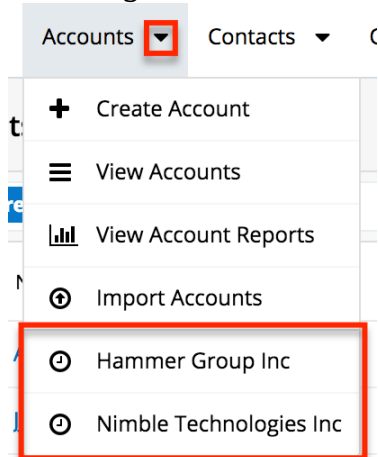 Accounts Contacts
Create Account
View Accounts
View Account Reports
Import Accounts
Hammer Group Inc
Nimble Technologies Inc